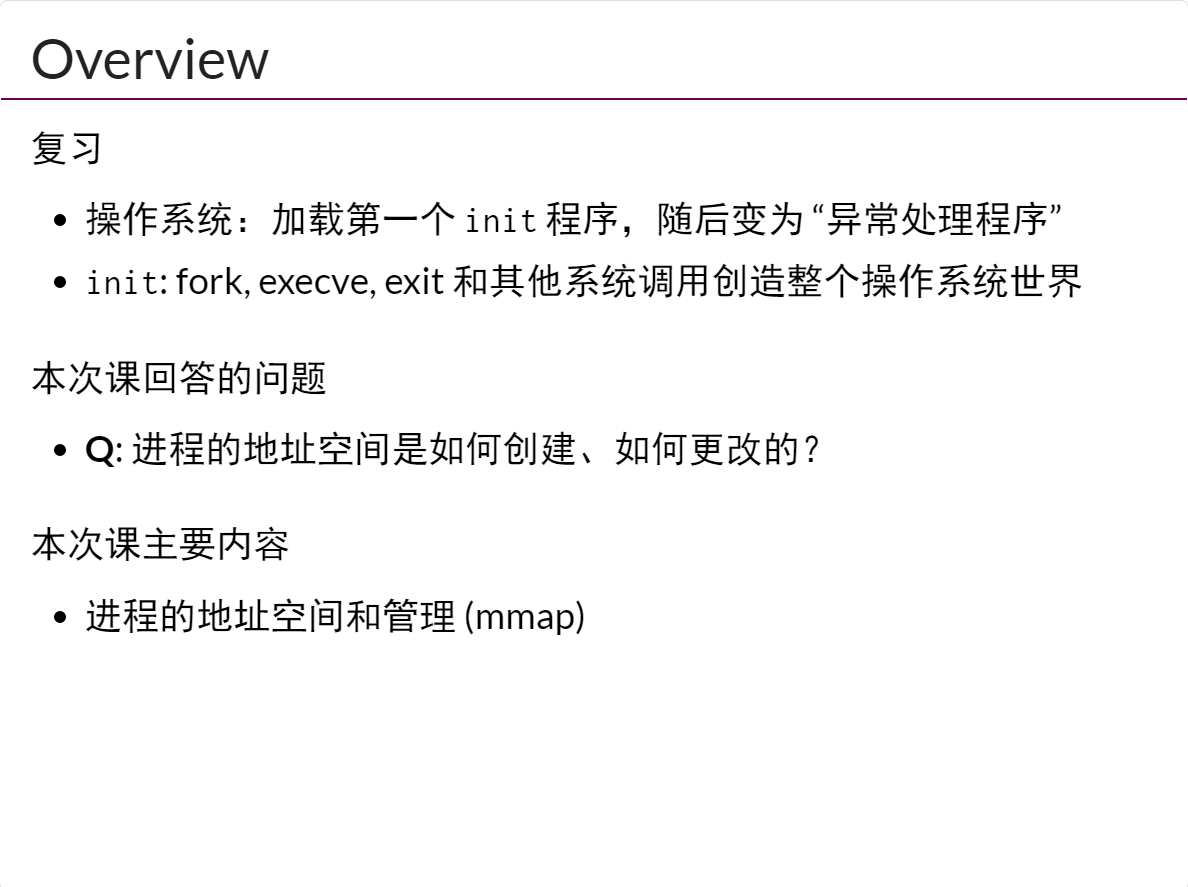 Overview
复习
• 操作系统：加载第一个 init 程序，随后变为 “异常处理程序”
• init: fork, execve, exit 和其他系统调用创造整个操作系统世界
本次课回答的问题
• Q: 进程的地址空间是如何创建、如何更改的？
本次课主要内容
• 进程的地址空间和管理 (mmap)